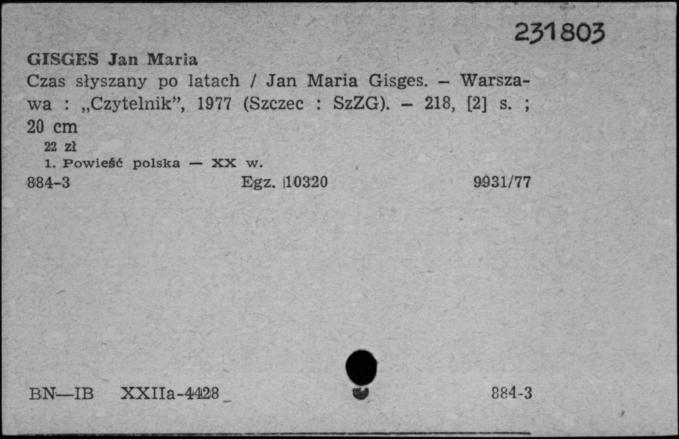 231803
GISGES Jan Maria
Czas słyszany po latach / Jan Maria Gisges. — Warsza-
wa : „Czytelnik”, 1977 (Szczec : SzZG). — 218, [2] s. ;
20 cm
22 zł
1. Powieść polska — XX w.
884-3 Egz. 10320 9931/77
BN—IB XXIIa-4428 884-3